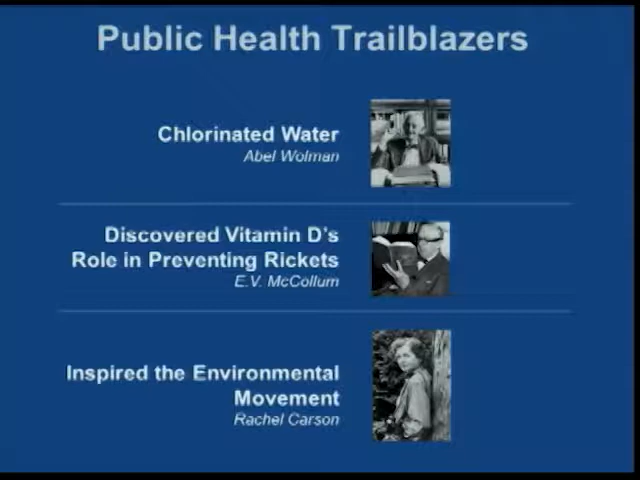 Public Health Trailblazers
Chlorinated Water
Abel Wolman
Discovered Vitamin D's
Role in Preventing Rickets
E.V. McCollum
Inspired the Environmental
Movement
Rachel Carson